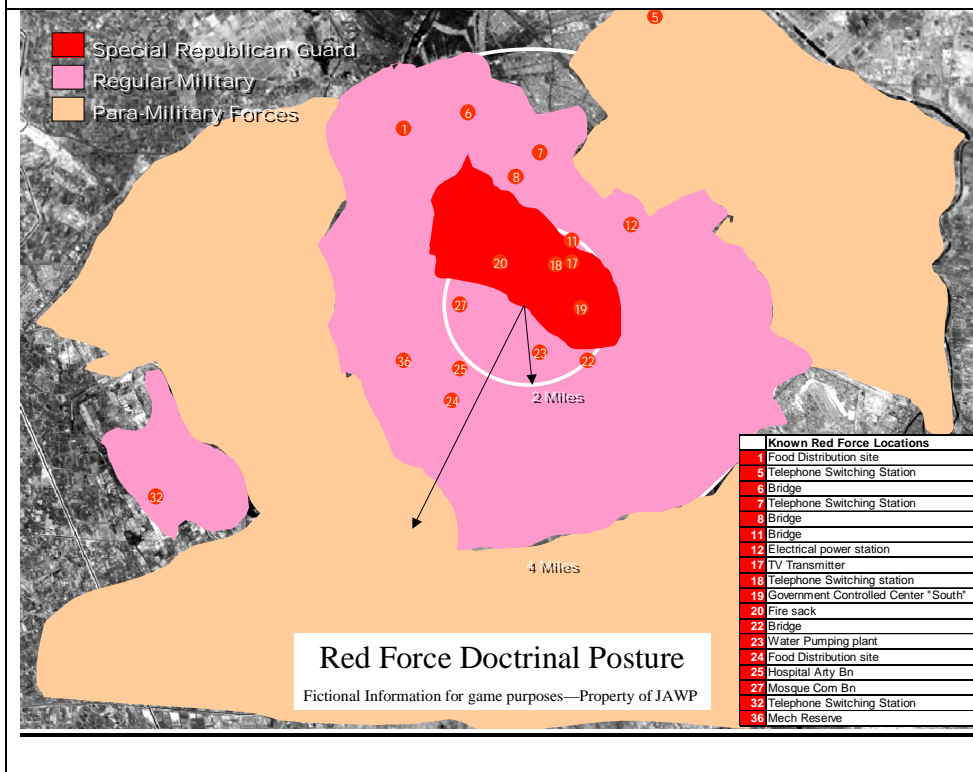 Special Republican Guard
Regular Military
Para-Military Forces
5
6
1
7
8
12
11
20
18
17
27
19
23
22
36
25
24
2 Miles
32
4 Miles
Red Force Doctrinal Posture
Fictional Information for game purposes—Property of JAWP
Known Red Force Locations
1 Food Distribution site
5 Telephone Switching Station
6 Bridge
7 Telephone Switching Station
8 Bridge
11 Bridge
12 Electrical power station
17 TV Transmitter
18 Telephone Switching station
19 Government Controlled Center "South"
20 Fire sack
22 Bridge
23 Water Pumping plant
24 Food Distribution site
25 Hospital Arty Bn
27 Mosque Com Bn
32 Telephone Switching Station
36 Mech Reserve